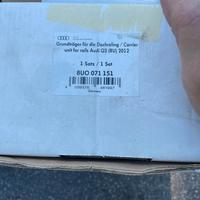 Grundträger für die Dachreling / Carrier
unit for rails Audi Q3 (8U) 2012
1 Satz / 1 Set
8U0 071 151
Germany